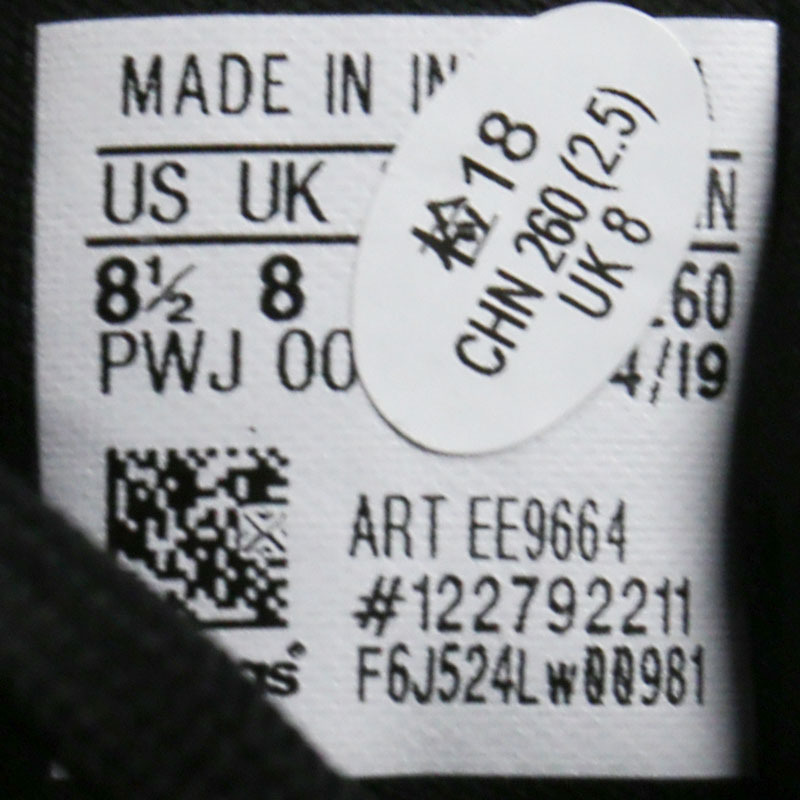 MADE IN
US UK
8½ 8 60
PWJ 00 4/19
检18
CHN 260 (2.5)
UK 8
ART EE9664
#122792211
F6J524LW00981